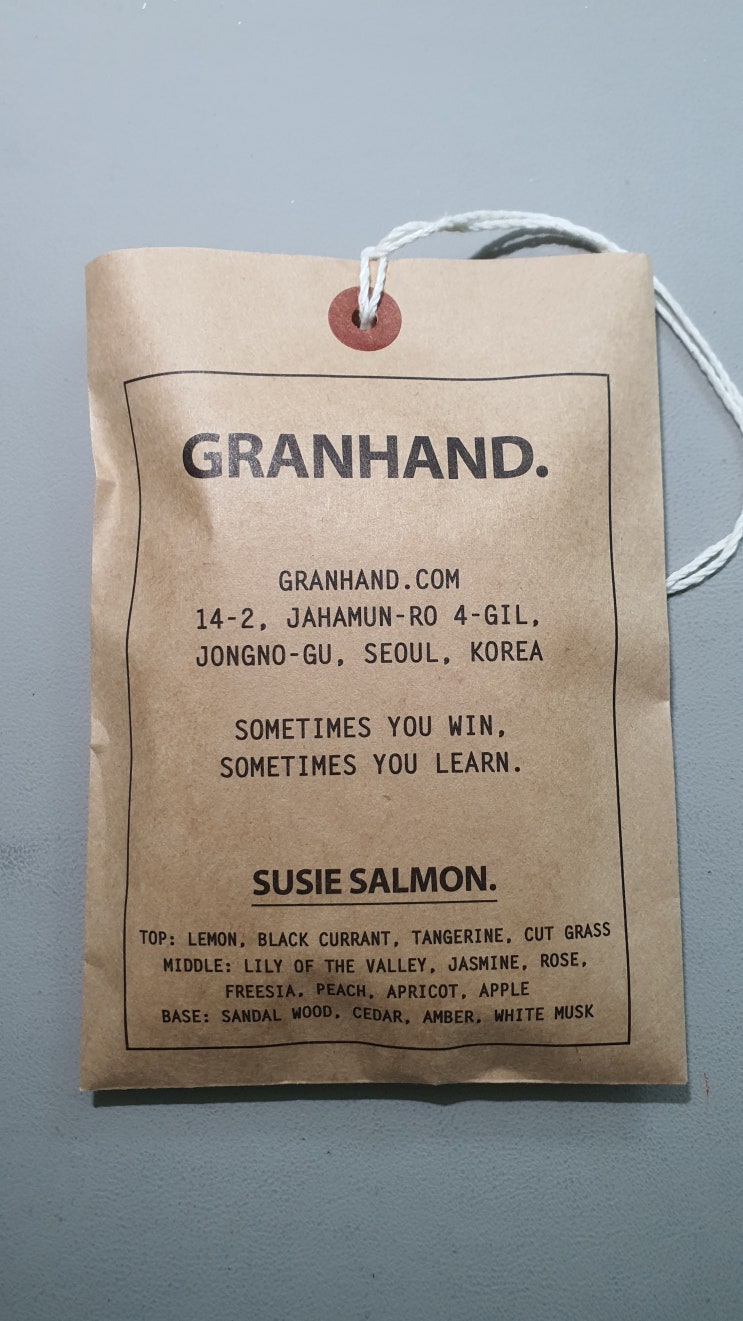 GRANHAND.
GRANHAND.COM
14-2, JAHAMUN-RO 4-GIL,
JONGNO-GU, SEOUL, KOREA
SOMETIMES YOU WIN,
SOMETIMES YOU LEARN.
SUSIE SALMON.
TOP: LEMON, BLACK CURRANT, TANGERINE, CUT GRASS
MIDDLE: LILY OF THE VALLEY, JASMINE, ROSE,
FREESIA, PEACH, APRICOT, APPLE
BASE: SANDAL WOOD, CEDAR, AMBER, WHITE MUSK